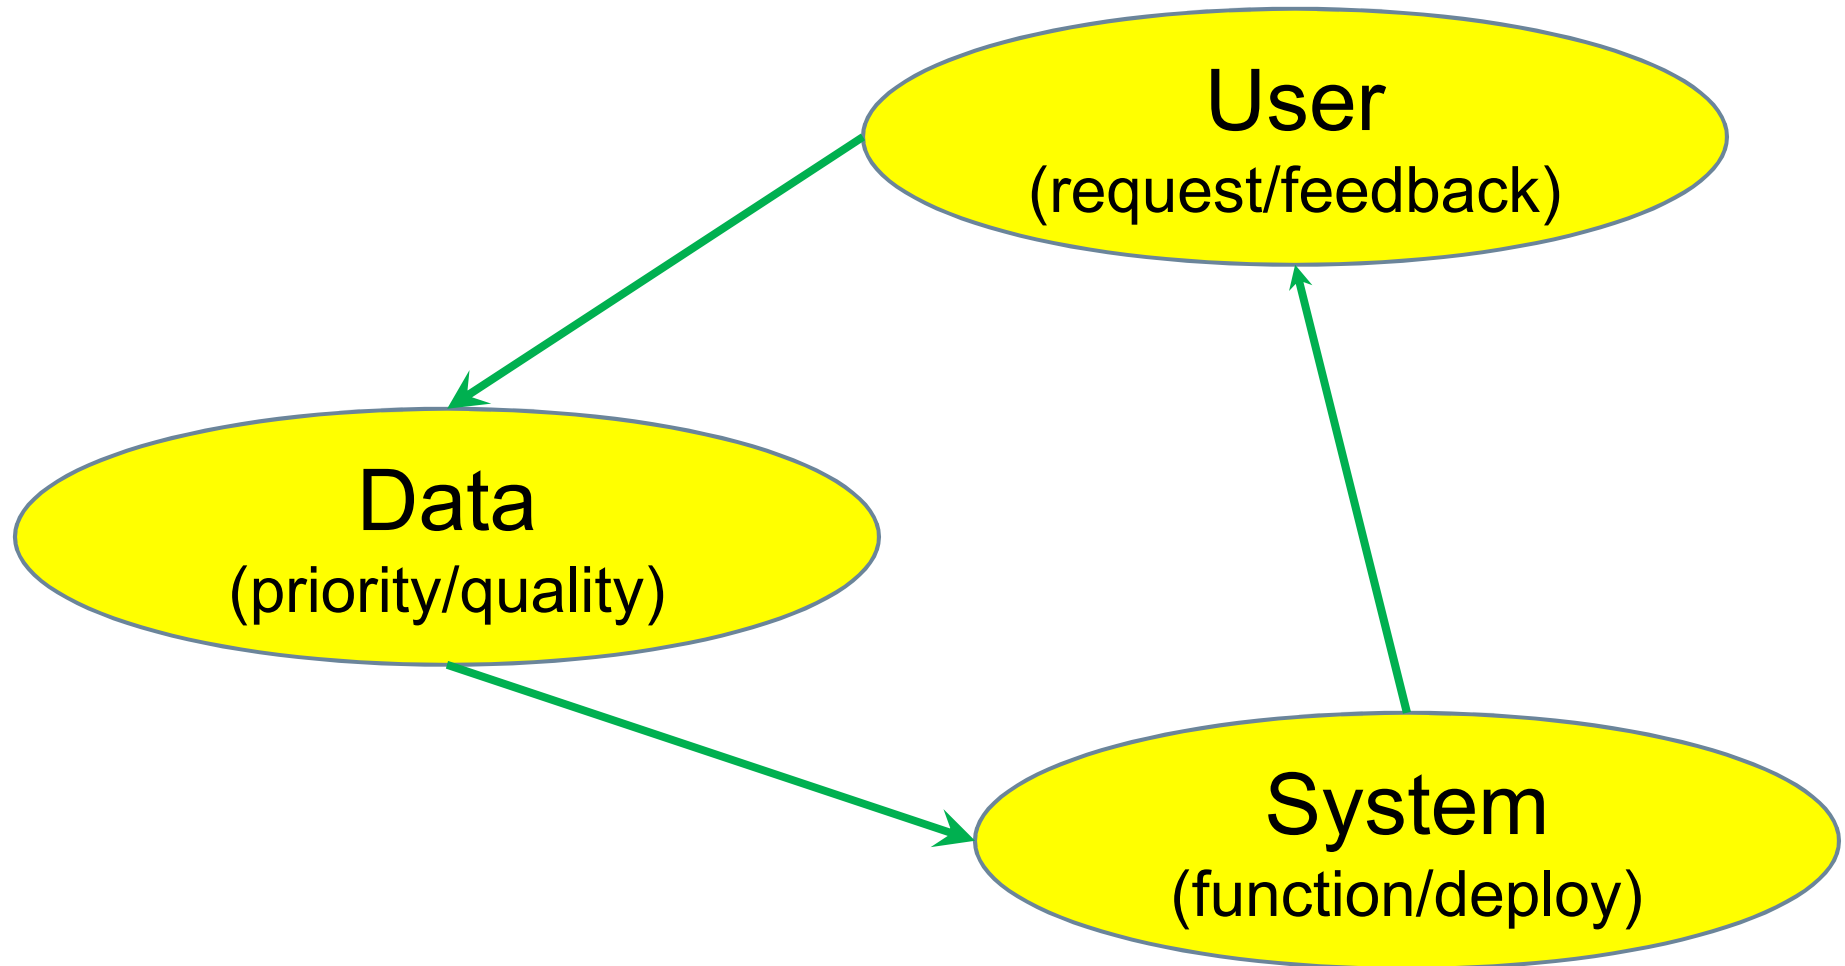 User
(request/feedback)
Data
(priority/quality)
System
(function/deploy)